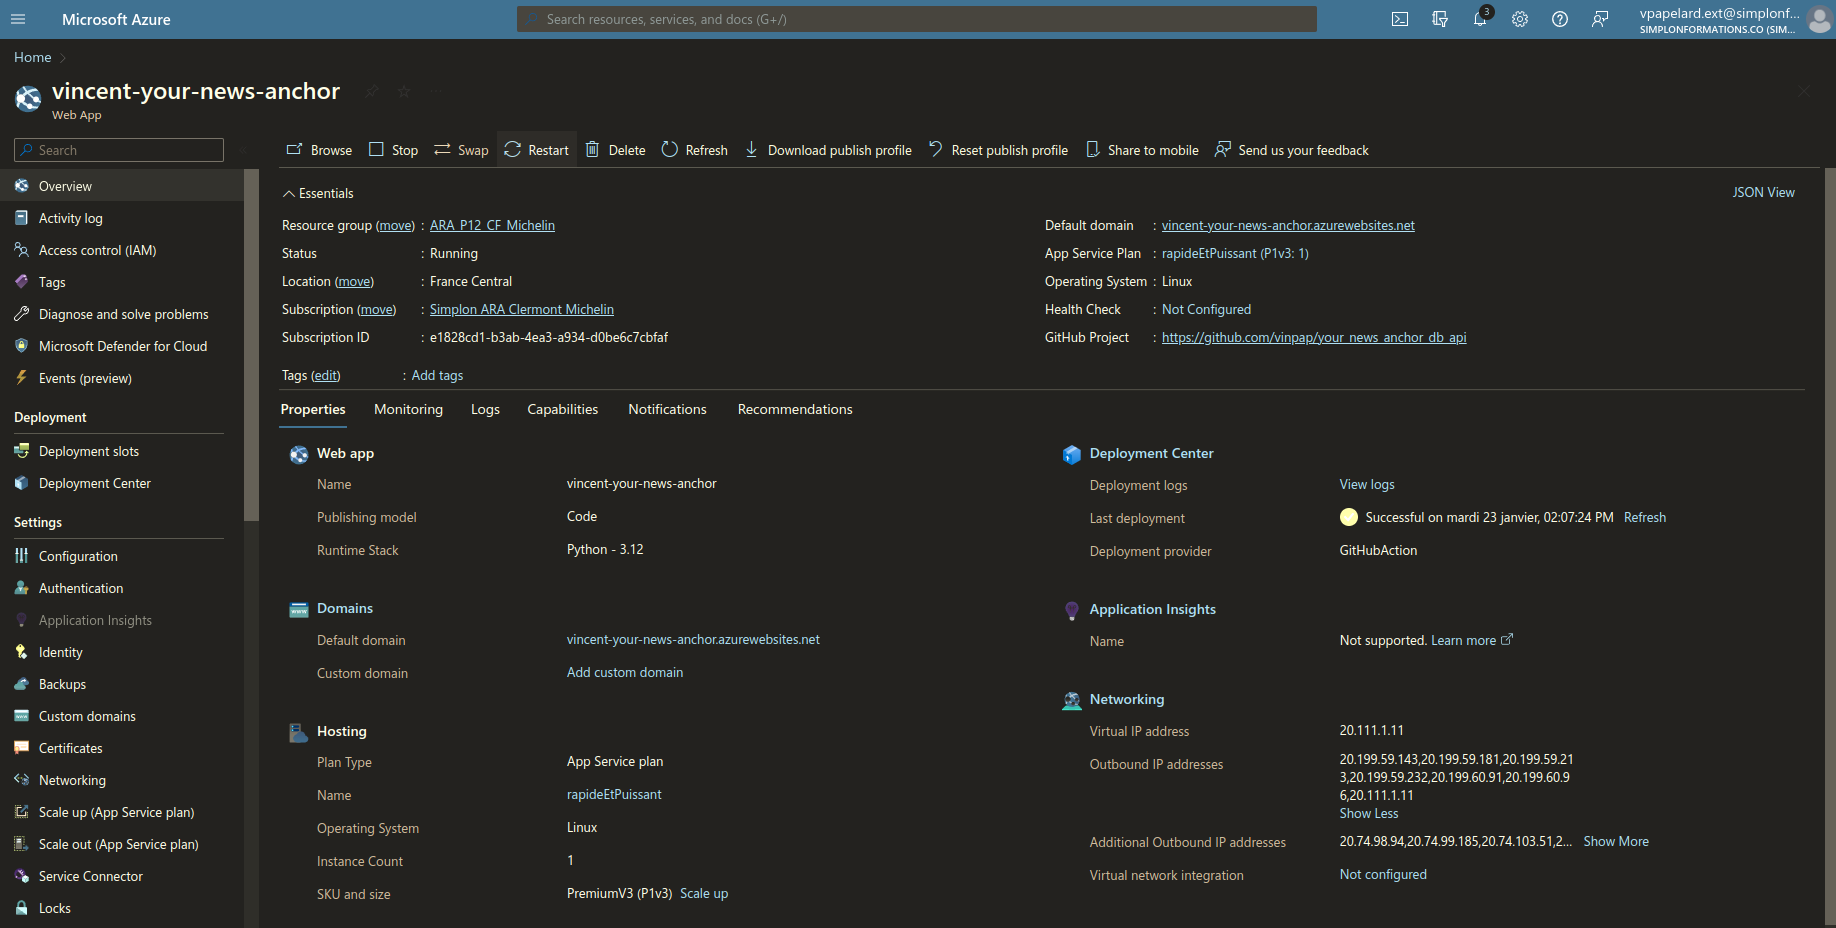 Microsoft Azure
Search resources, services, and docs (G+/)
3
vpapelard.ext@simplonf...
SIMPLONFORMATIONS.CO (SIM...
Home
vincent-your-news-anchor
Web App
Search
Browse
Stop
Swap
Restart
Delete
Refresh
Download publish profile
Reset publish profile
Share to mobile
Send us your feedback
Overview
Activity log
Access control (IAM)
Tags
Diagnose and solve problems
Microsoft Defender for Cloud
Events (preview)
Deployment
Deployment slots
Deployment Center
Settings
Configuration
Authentication
Application Insights
Identity
Backups
Custom domains
Certificates
Networking
Scale up (App Service plan)
Scale out (App Service plan)
Service Connector
Locks
Essentials
JSON View
Resource group (move) : ARA_P12_CF_Michelin
Status : Running
Location (move) : France Central
Subscription (move) : Simplon ARA Clermont Michelin
Subscription ID : e1828cd1-b3ab-4ea3-a934-d0be6c7cbfaf
Default domain : vincent-your-news-anchor.azurewebsites.net
App Service Plan : rapideEtPuissant (P1v3: 1)
Operating System : Linux
Health Check : Not Configured
GitHub Project : https://github.com/vinpap/your_news_anchor_db_api
Tags (edit) : Add tags
Properties
Monitoring
Logs
Capabilities
Notifications
Recommendations
Web app
Name vincent-your-news-anchor
Publishing model Code
Runtime Stack Python - 3.12
Domains
Default domain vincent-your-news-anchor.azurewebsites.net
Custom domain Add custom domain
Hosting
Plan Type App Service plan
Name rapideEtPuissant
Operating System Linux
Instance Count 1
SKU and size PremiumV3 (P1v3) Scale up
Deployment Center
Deployment logs View logs
Last deployment Successful on mardi 23 janvier, 02:07:24 PM Refresh
Deployment provider GitHubAction
Application Insights
Name Not supported. Learn more
Networking
Virtual IP address 20.111.1.11
Outbound IP addresses 20.199.59.143,20.199.59.181,20.199.59.21
3,20.199.59.232,20.199.60.91,20.199.60.9
6,20.111.1.11
Show Less
Additional Outbound IP addresses 20.74.98.94,20.74.99.185,20.74.103.51,2... Show More
Virtual network integration Not configured